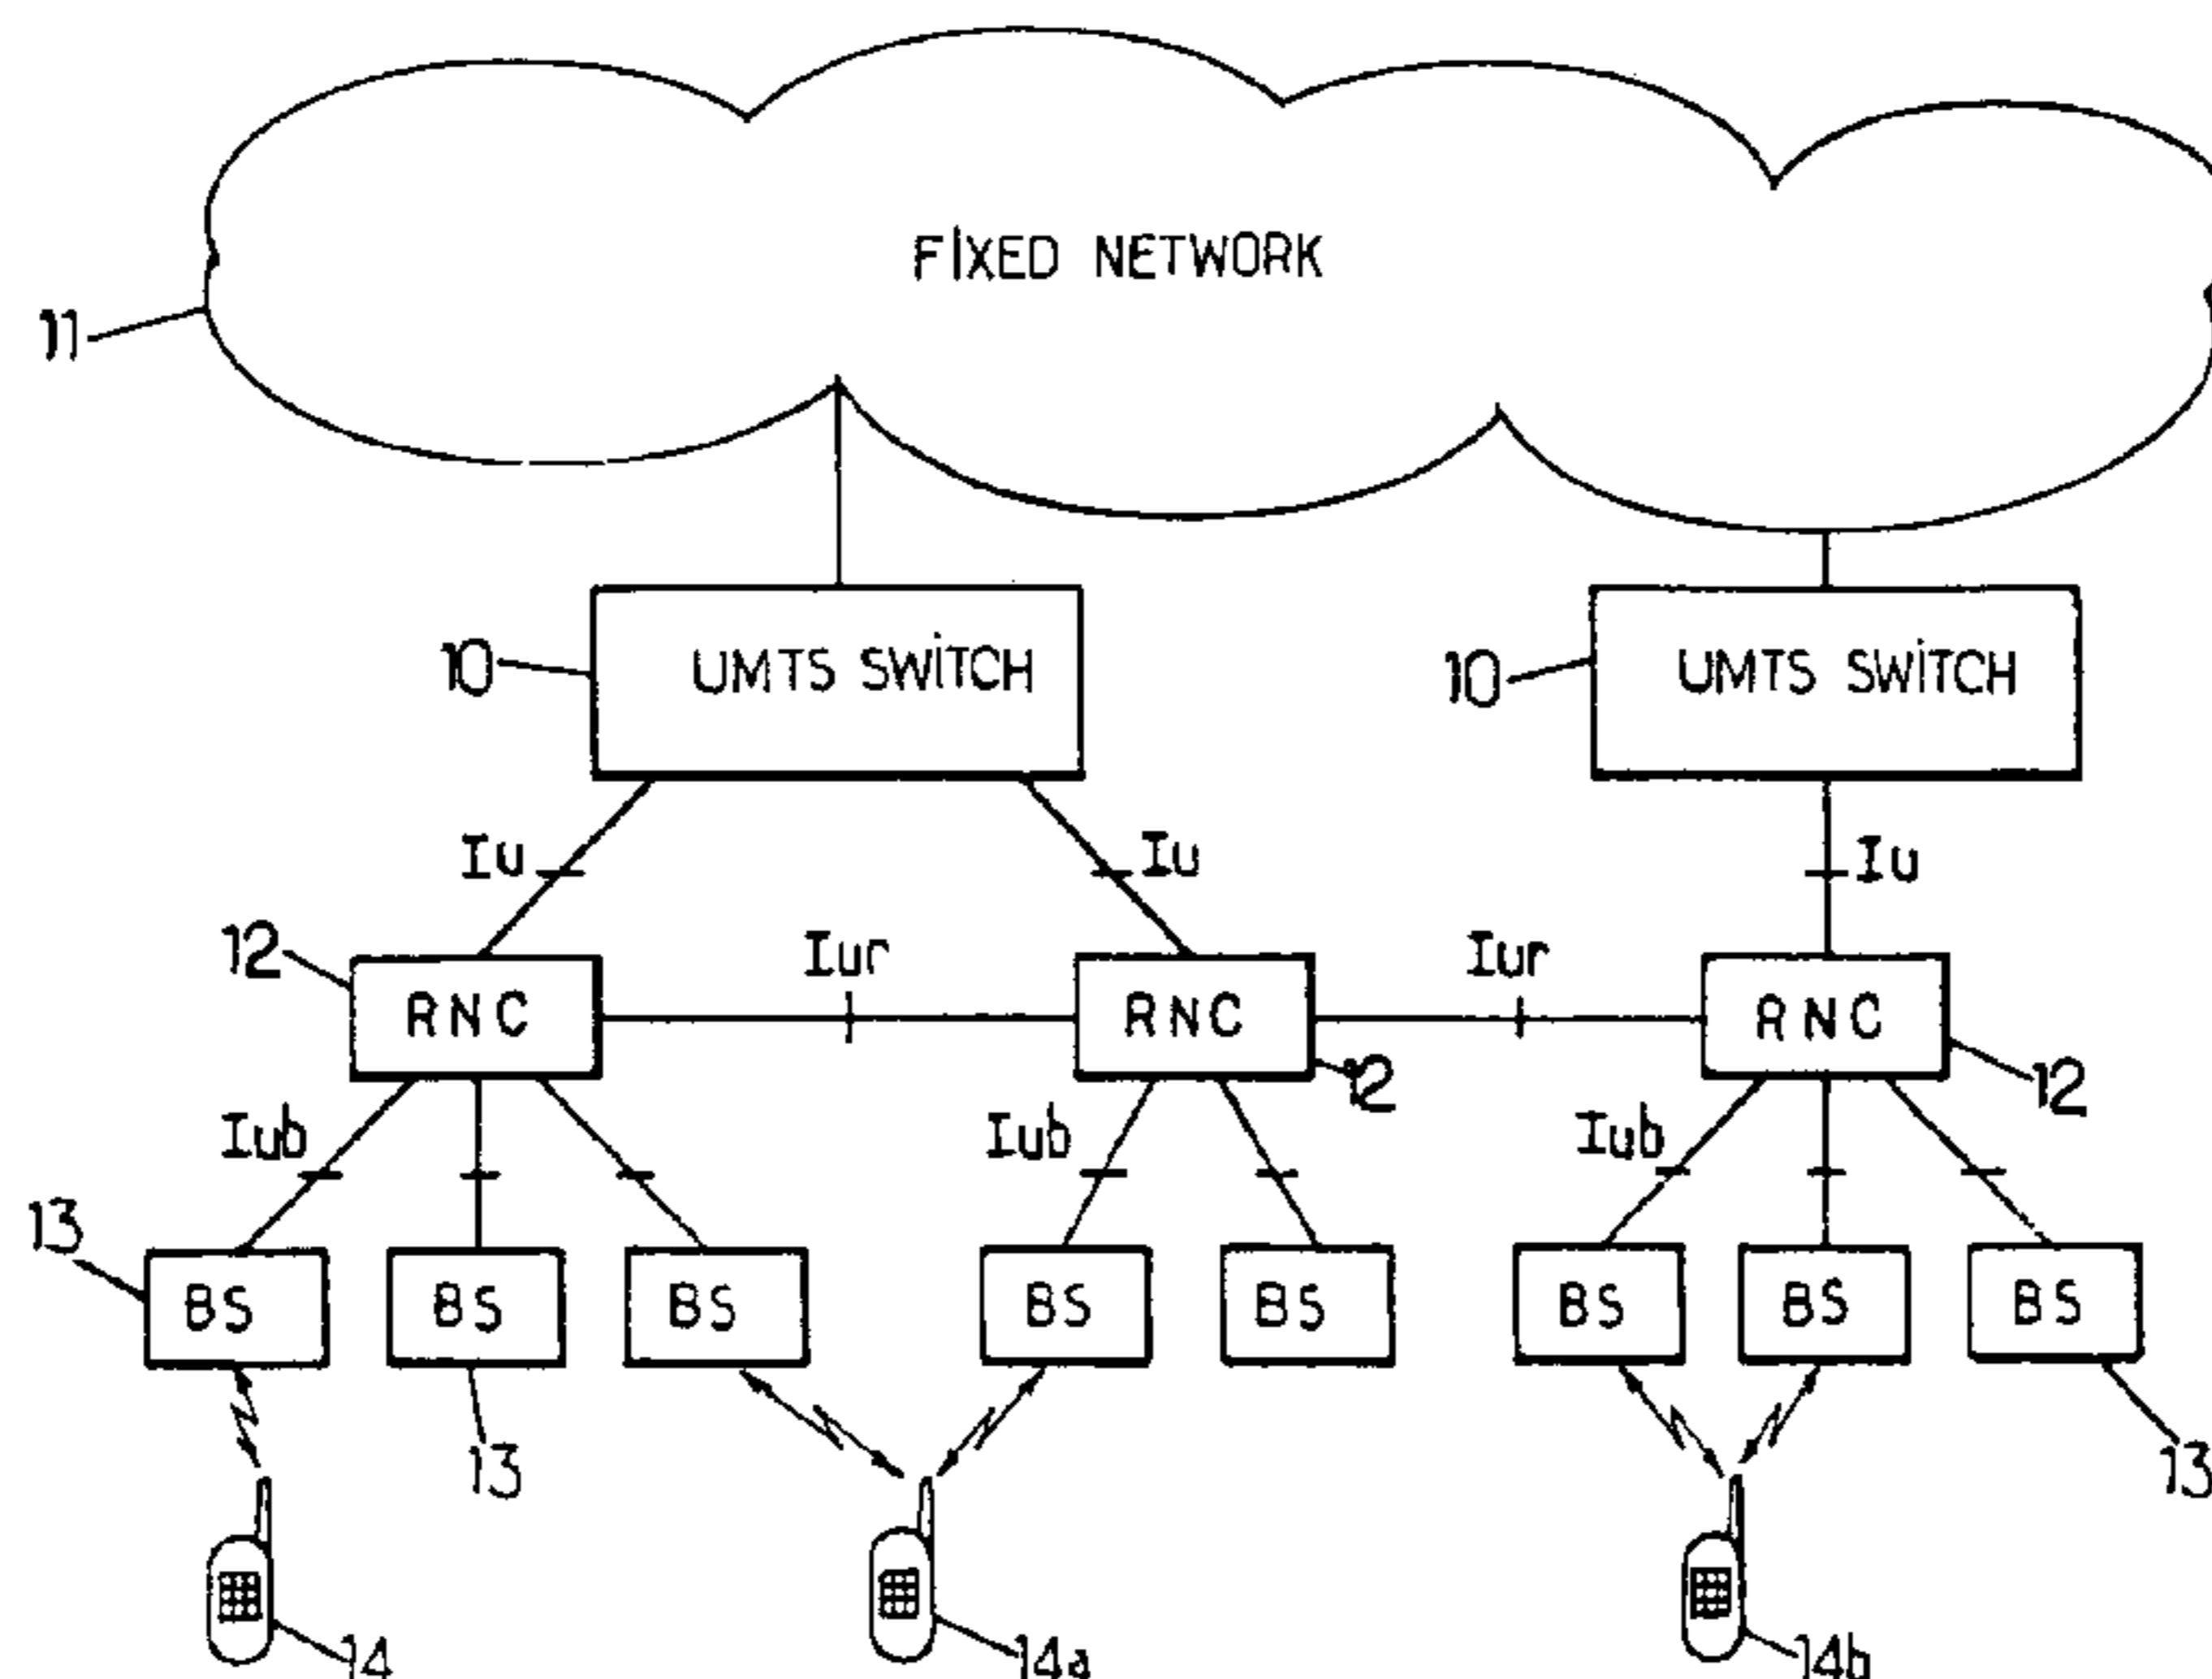 FIXED NETWORK
11
10 UMTS SWITCH 10 UMTS SWITCH
Iu Iu Iu
12 Iur Iur
RNC RNC RNC
12 12
Iub Iub Iub
13
BS BS BS BS BS BS BS BS
13 13
14 14a 14b